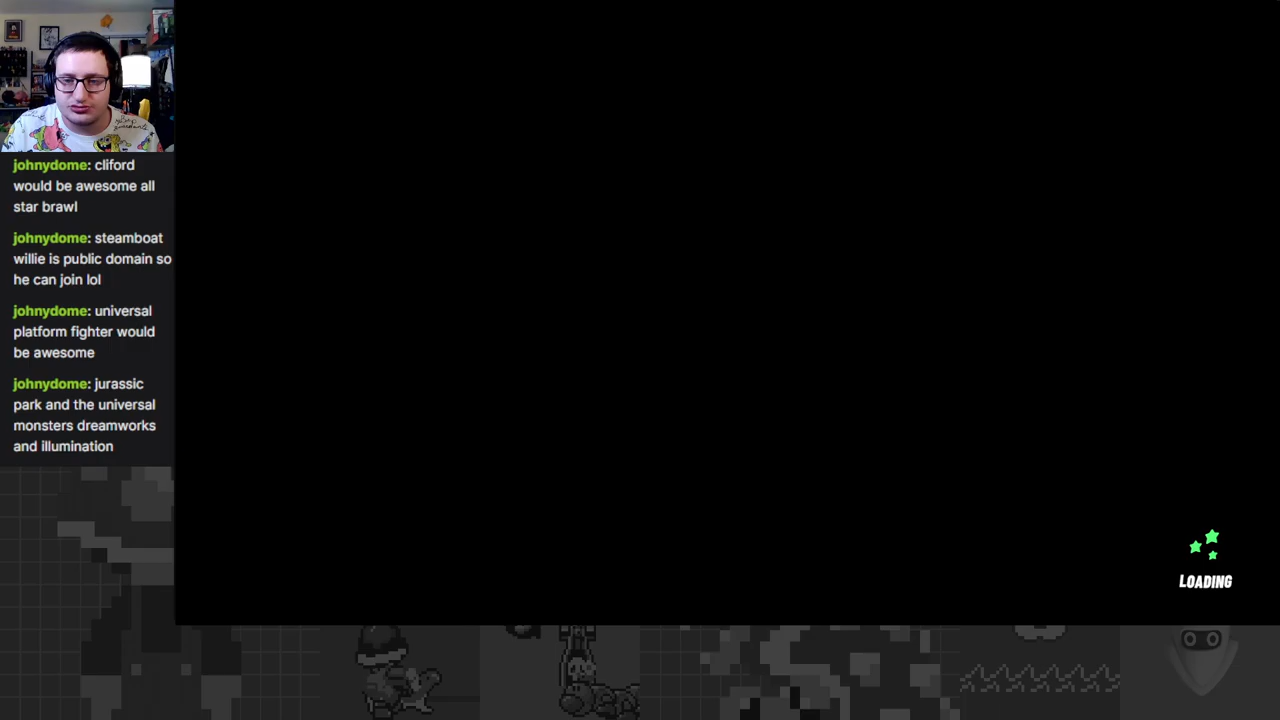 johnydome: cliford
would be awesome all
star brawl
johnydome: steamboat
willie is public domain so
he can join lol
johnydome: universal
platform fighter would
be awesome
johnydome: jurassic
park and the universal
monsters dreamworks
and illumination
LOADING